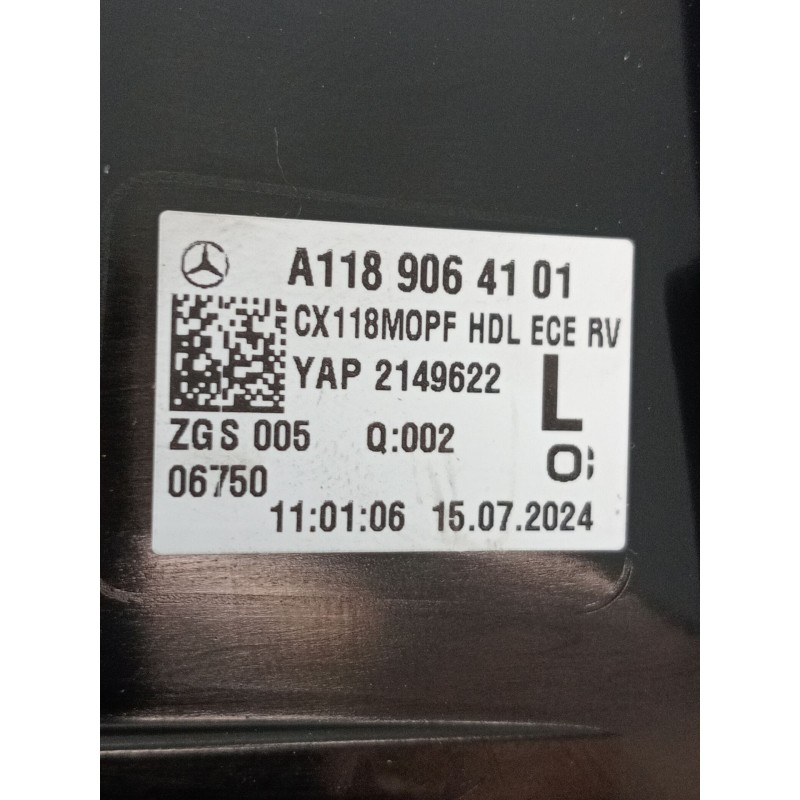 A118 906 41 01
CX118MOPF HDL ECE RV
YAP 2149622
L
ZGS 005 Q:002
O;
06750
11:01:06 15.07.2024